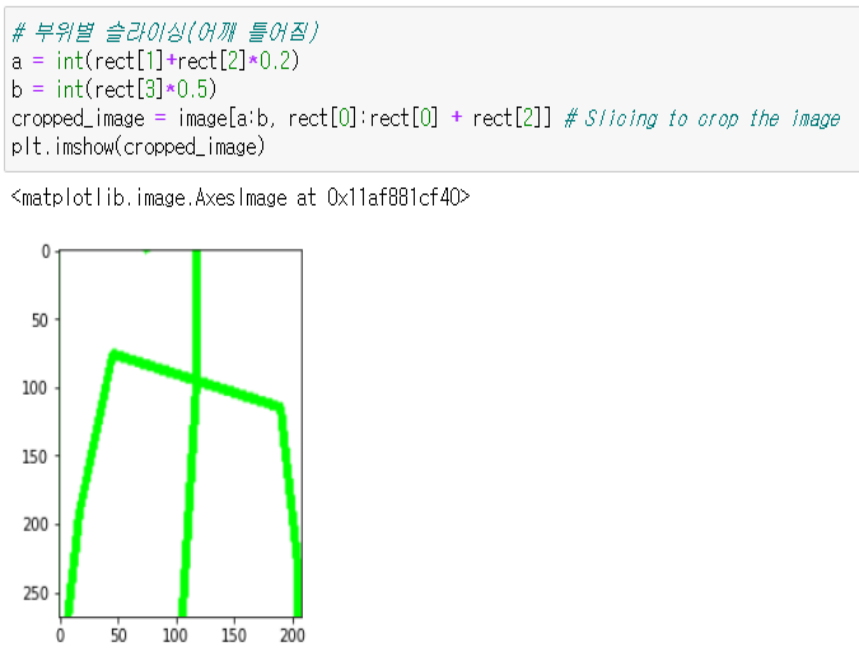 # 부위별 슬라이싱(어깨 틀어짐)
a = int(rect[1]+rect[2]*0.2)
b = int(rect[3]*0.5)
cropped_image = image[a:b, rect[0]:rect[0] + rect[2]] # Slicing to crop the image
plt.imshow(cropped_image)
<matplotlib.image.AxesImage at 0x11af881cf40>
0
50
100
150
200
250
0 50 100 150 200